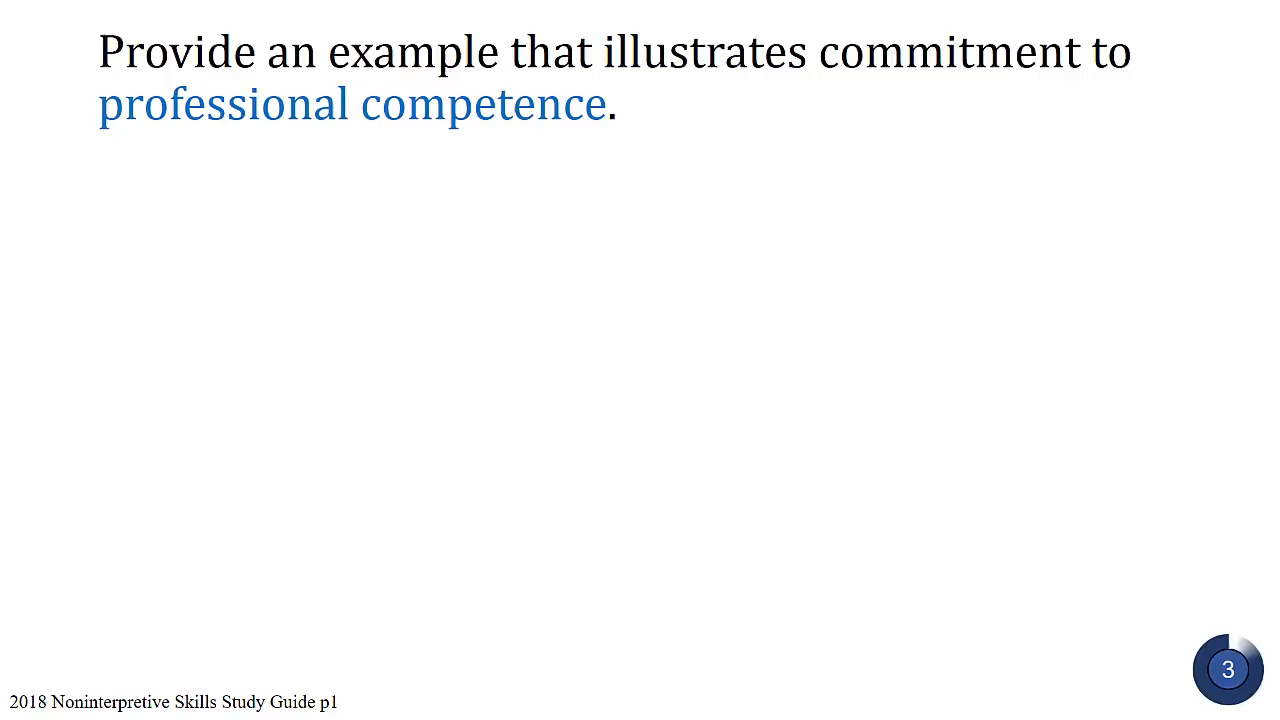 Provide an example that illustrates commitment to
professional competence.
3
2018 Noninterpretive Skills Study Guide p1